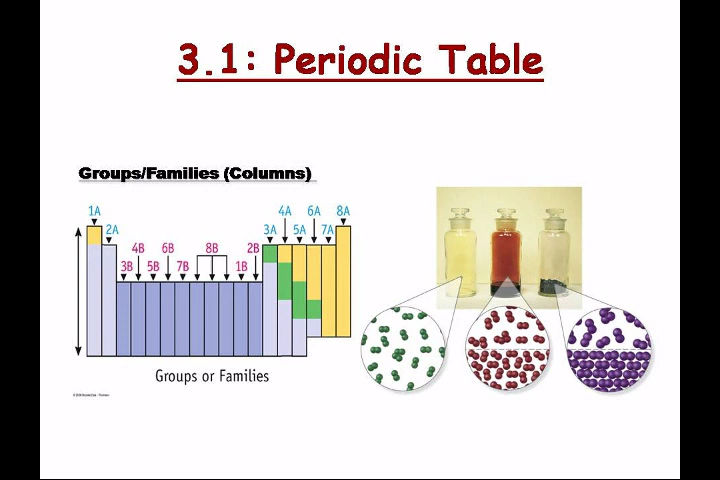 3.1: Periodic Table
Groups/Families (Columns)
1A 4A 6A 8A
2A 3A 5A 7A
4B 6B 8B 2B
3B 5B 7B 1B
Groups or Families